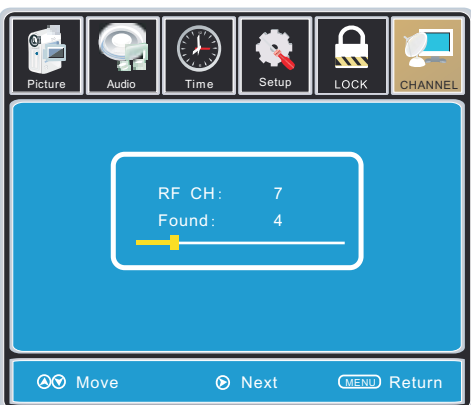 Picture Audio Time Setup LOCK CHANNEL
RF CH: 7
Found: 4
Move Next MENU Return